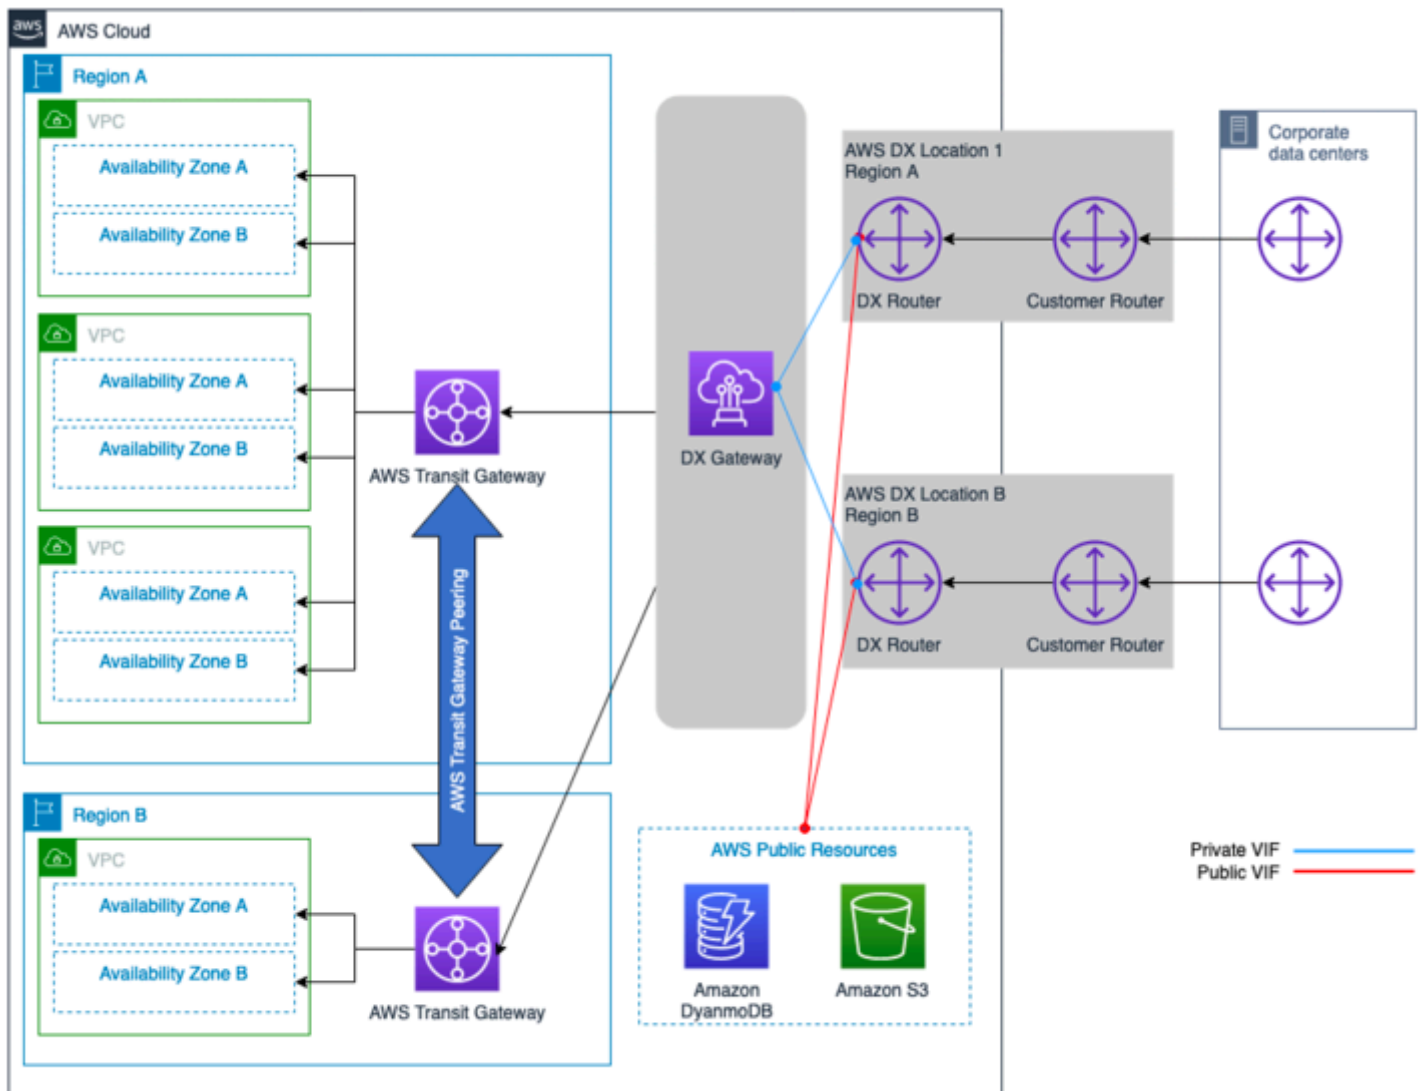 aws
AWS Cloud
Region A
VPC
Availability Zone A
Availability Zone B
VPC
Availability Zone A
Availability Zone B
VPC
Availability Zone A
Availability Zone B
AWS Transit Gateway
AWS Transit Gateway Peering
Region B
VPC
Availability Zone A
Availability Zone B
AWS Transit Gateway
DX Gateway
AWS DX Location 1
Region A
DX Router
Customer Router
AWS DX Location B
Region B
DX Router
Customer Router
Corporate
data centers
AWS Public Resources
Amazon
DyanmoDB
Amazon S3
Private VIF
Public VIF